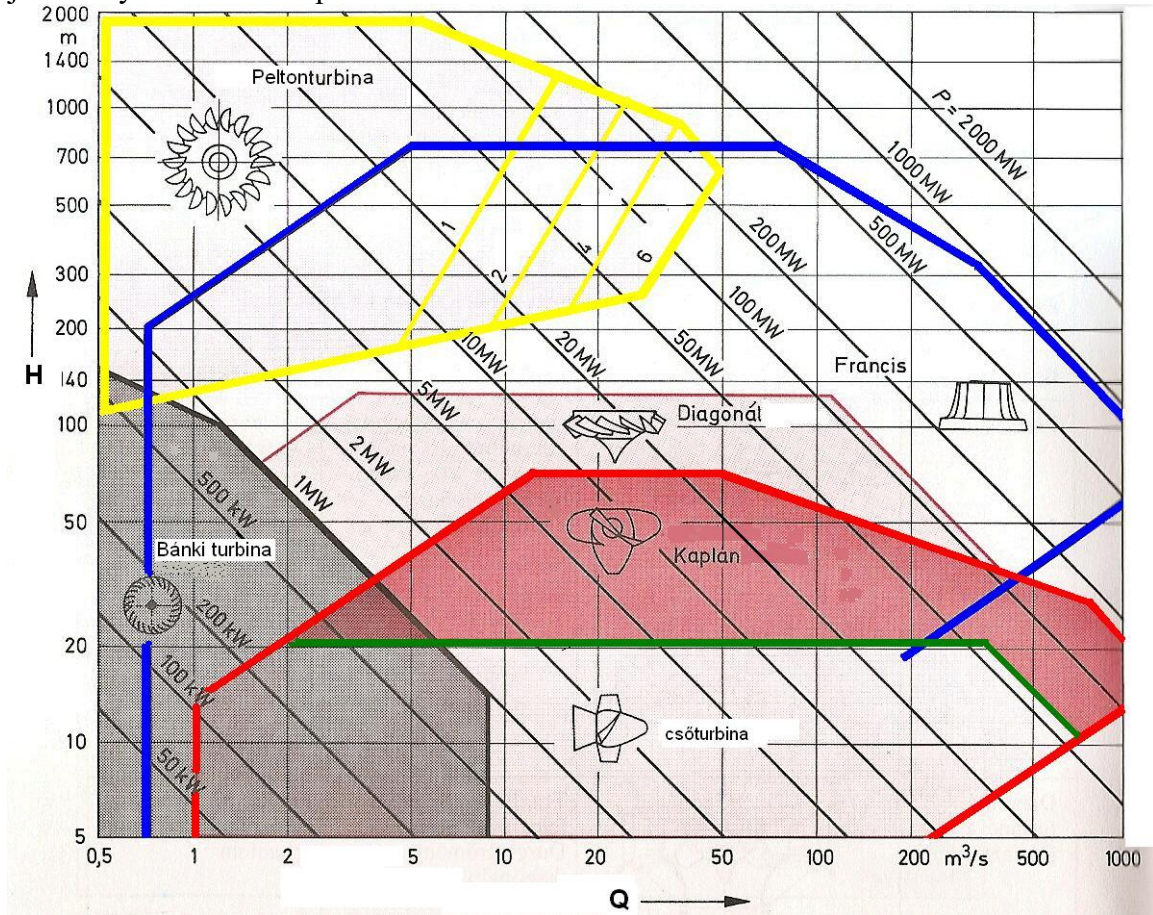 2000
m
1400
1000
700
500
300
200
H
140
100
50
20
10
5
Peltonturbina
1
2
4
6
P = 2000 MW
1000 MW
500 MW
200 MW
100 MW
50 MW
20 MW
10 MW
5 MW
2 MW
1 MW
500 kW
200 kW
100 kW
50 kW
Francis
Diagonál
Kaplán
Bánki turbina
csőturbina
0,5 1 2 5 10 20 50 100 200 m³/s 500 1000
Q